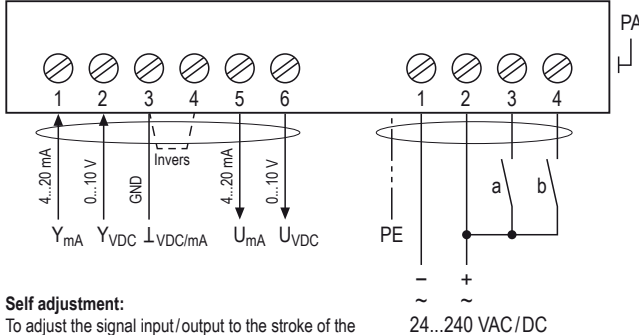 PA
1 2 3 4 5 6 1 2 3 4
Invers
4...20 mA
0...10 V
GND
4...20 mA
0...10 V
a b
YmA YVDC ⊥VDC/mA UmA UVDC PE
– +
~ ~
24...240 VAC/DC
Self adjustment:
To adjust the signal input/output to the stroke of the